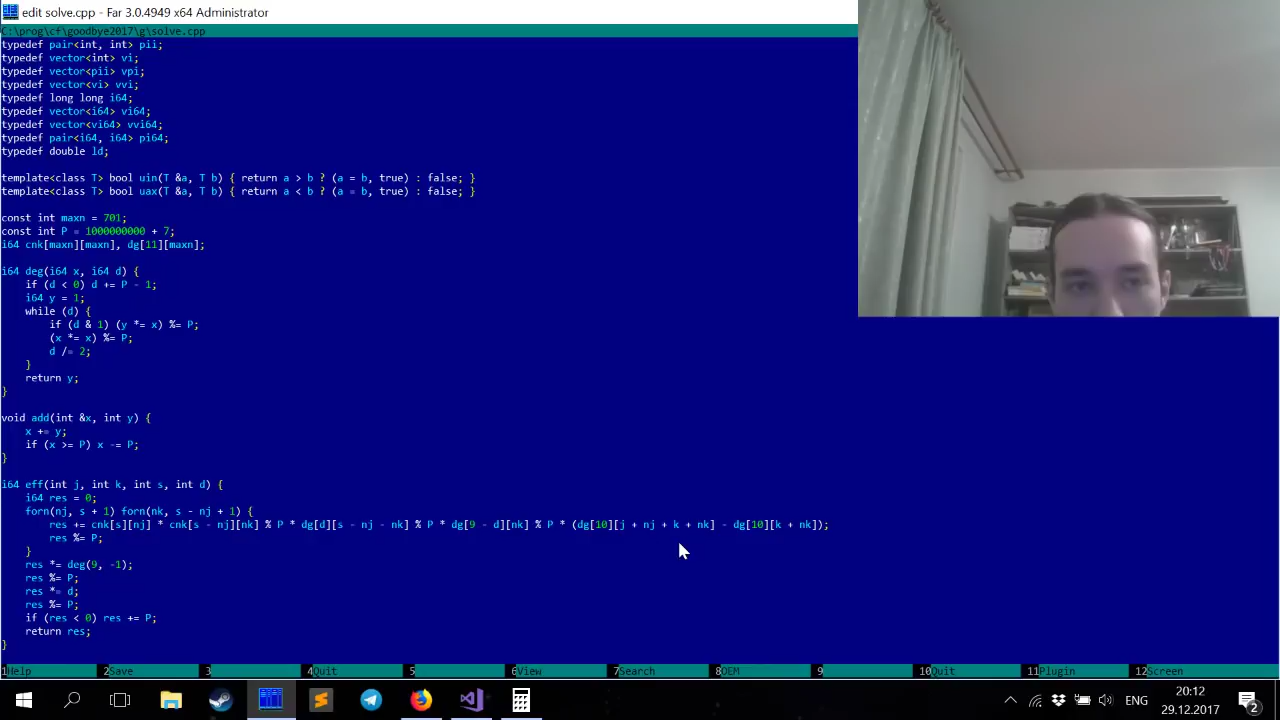 edit solve.cpp - Far 3.0.4949 x64 Administrator
C:\prog\cf\goodbye2017\g\solve.cpp
typedef pair<int, int> pii;
typedef vector<int> vi;
typedef vector<pii> vpi;
typedef vector<vi> vvi;
typedef long long i64;
typedef vector<i64> vi64;
typedef vector<vi64> vvi64;
typedef pair<i64, i64> pi64;
typedef double ld;
template<class T> bool uin(T &a, T b) { return a > b ? (a = b, true) : false; }
template<class T> bool uax(T &a, T b) { return a < b ? (a = b, true) : false; }
const int maxn = 701;
const int P = 1000000000 + 7;
i64 cnk[maxn][maxn], dg[11][maxn];
i64 deg(i64 x, i64 d) {
    if (d < 0) d += P - 1;
    i64 y = 1;
    while (d) {
        if (d & 1) (y *= x) %= P;
        (x *= x) %= P;
        d /= 2;
    }
    return y;
}
void add(int &x, int y) {
    x += y;
    if (x >= P) x -= P;
}
i64 eff(int j, int k, int s, int d) {
    i64 res = 0;
    forn(nj, s + 1) forn(nk, s - nj + 1) {
        res += cnk[s][nj] * cnk[s - nj][nk] % P * dg[d][s - nj - nk] % P * dg[9 - d][nk] % P * (dg[10][j + nj + k + nk] - dg[10][k + nk]);
        res %= P;
    }
    res *= deg(9, -1);
    res %= P;
    res *= d;
    res %= P;
    if (res < 0) res += P;
    return res;
}
1Help 2Save 3 4Quit 5 6View 7Search 8OEM 9 10Quit 11Plugin 12Screen
ENG
20:12
29.12.2017
2